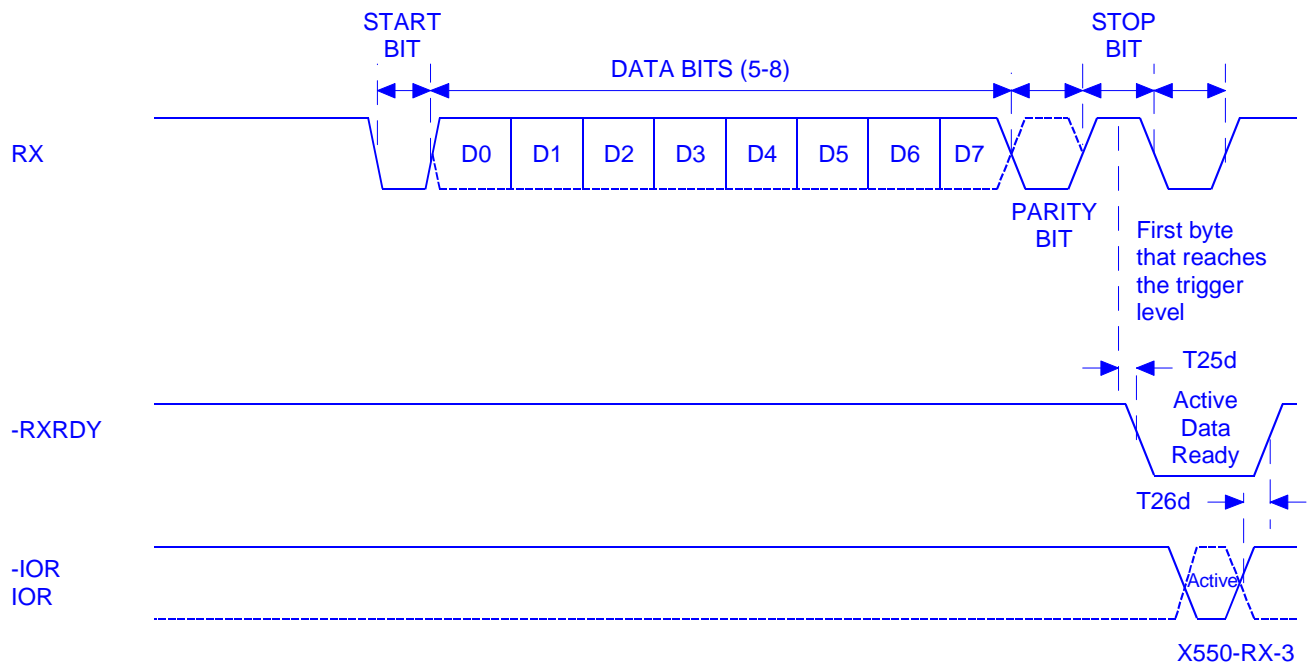 START
BIT
DATA BITS (5-8)
STOP
BIT
RX
D0 D1 D2 D3 D4 D5 D6 D7
PARITY
BIT
First byte
that reaches
the trigger
level
T25d
-RXRDY
Active
Data
Ready
T26d
-IOR
IOR
Active
X550-RX-3